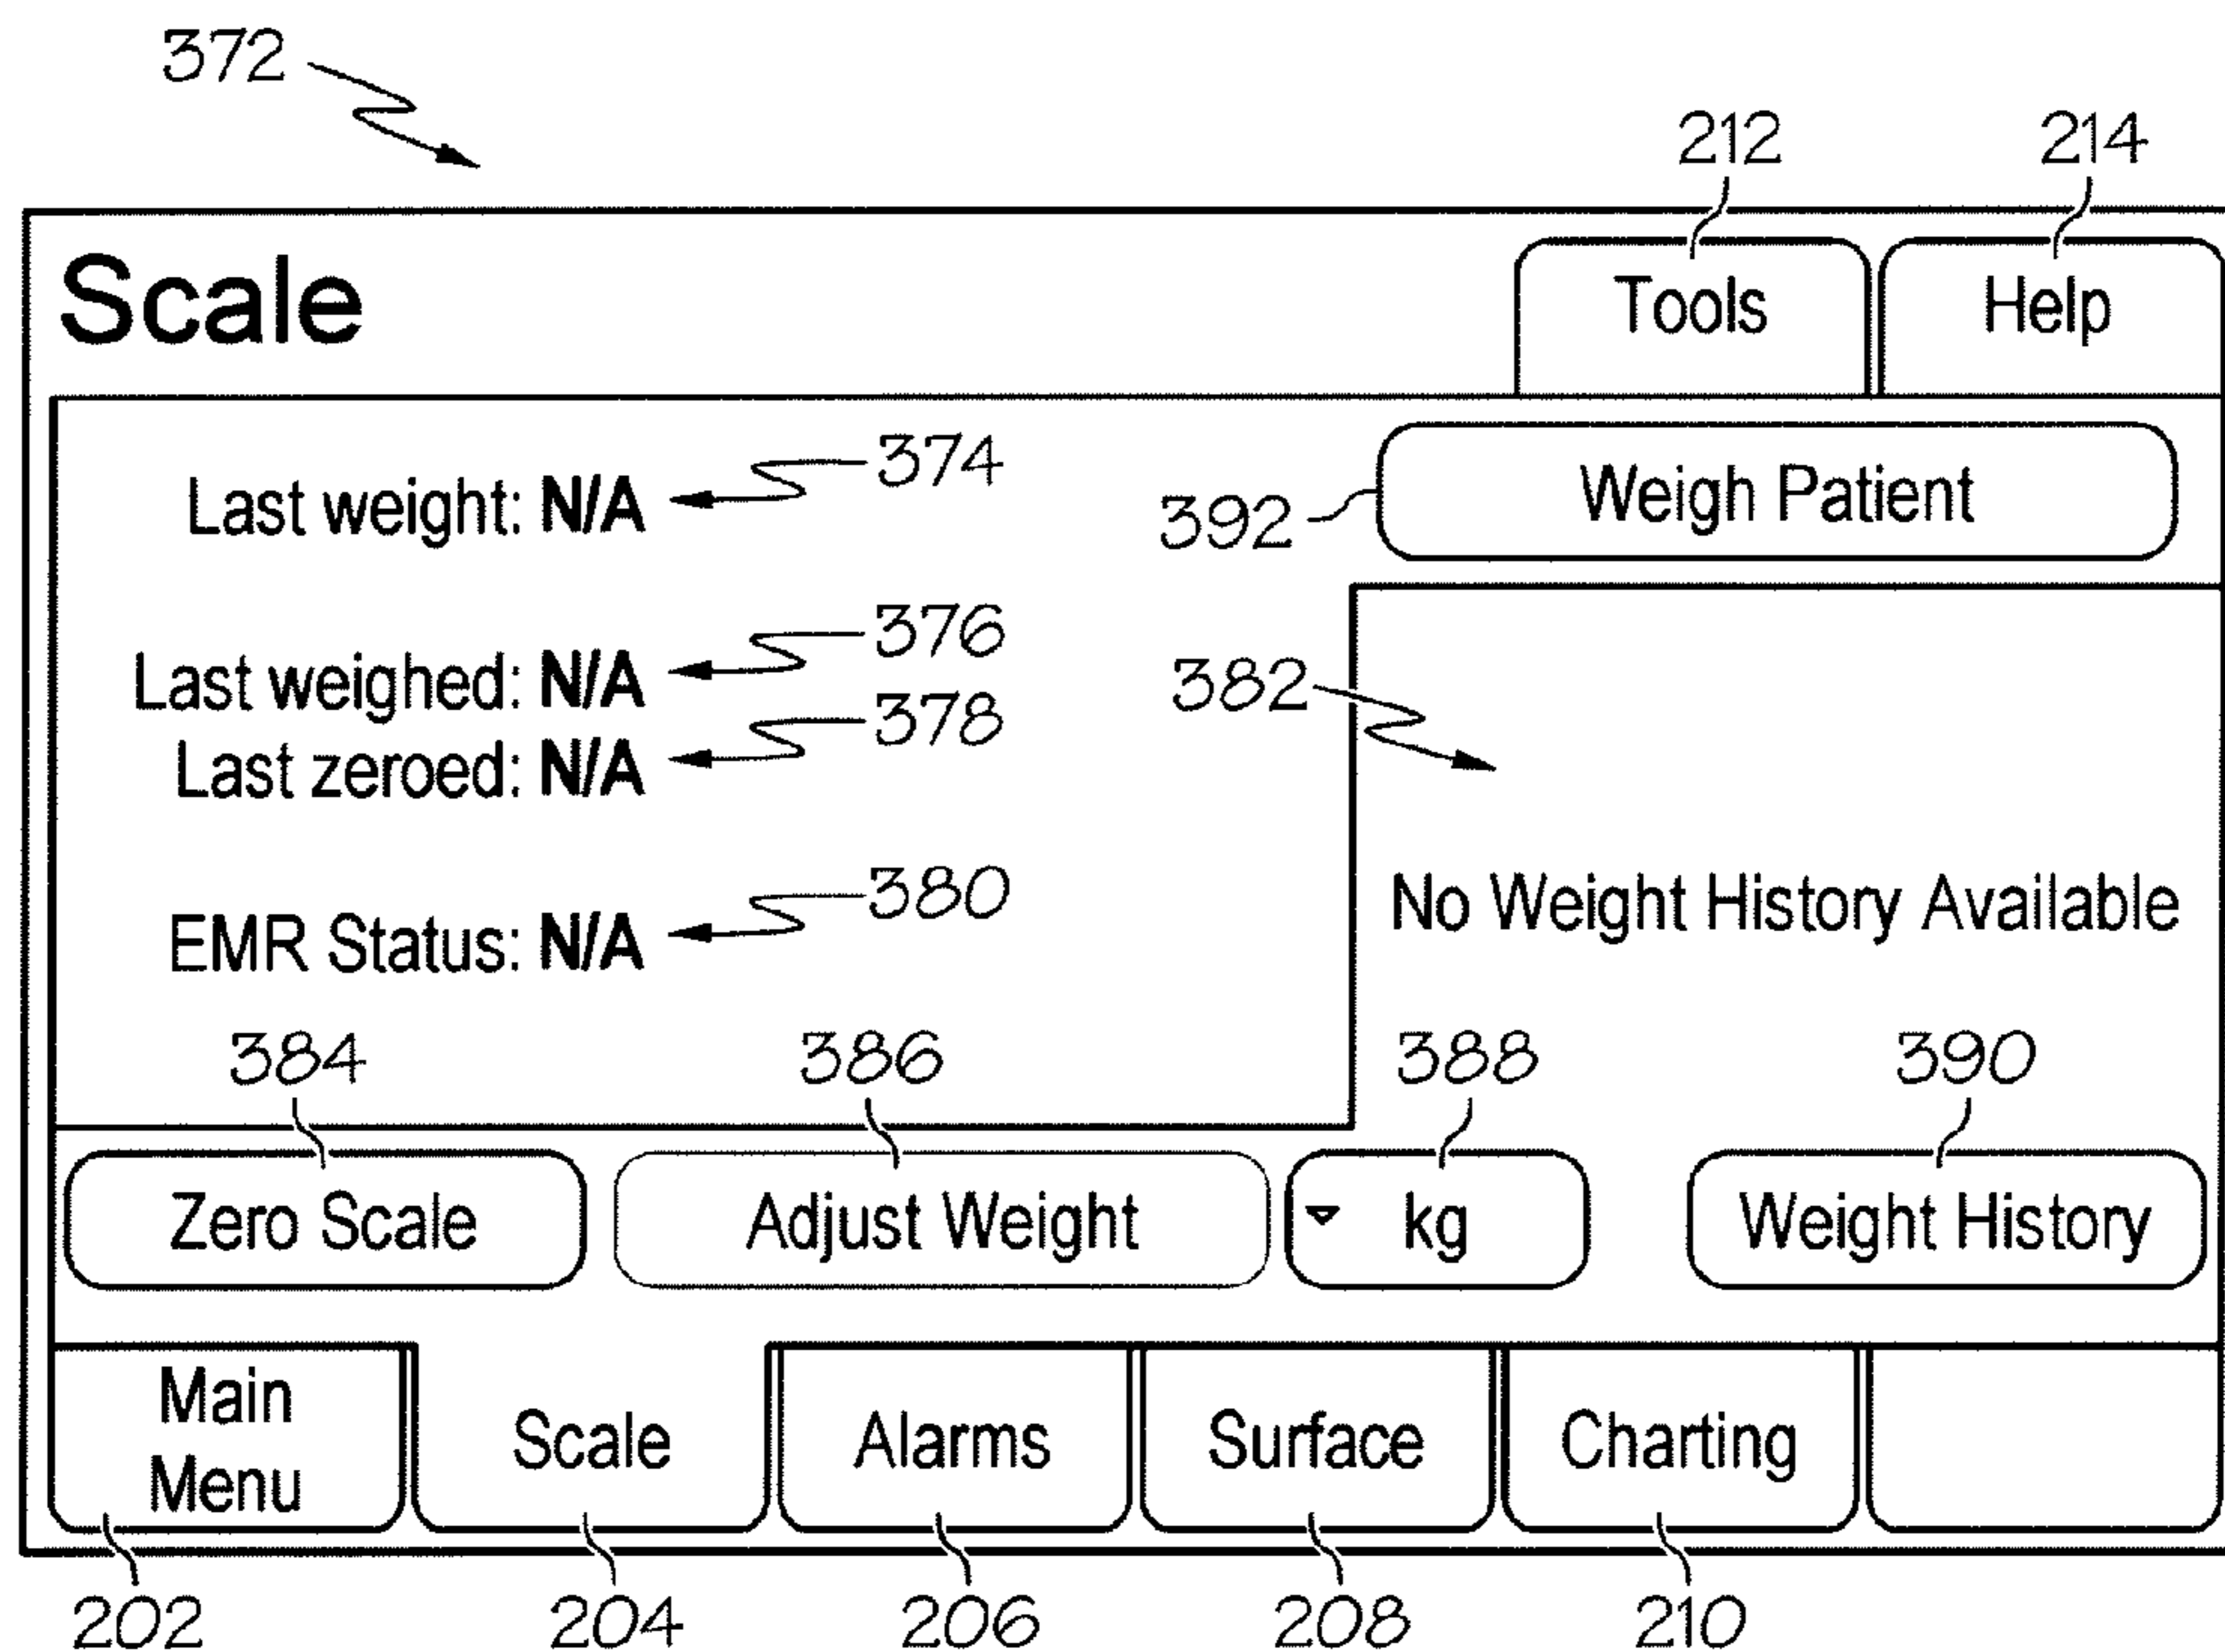 372
212 214
Scale Tools Help
Last weight: N/A 374
392 Weigh Patient
Last weighed: N/A 376
Last zeroed: N/A 378
382
EMR Status: N/A 380
No Weight History Available
384 386 388 390
Zero Scale Adjust Weight kg Weight History
Main
Menu
Scale Alarms Surface Charting
202 204 206 208 210